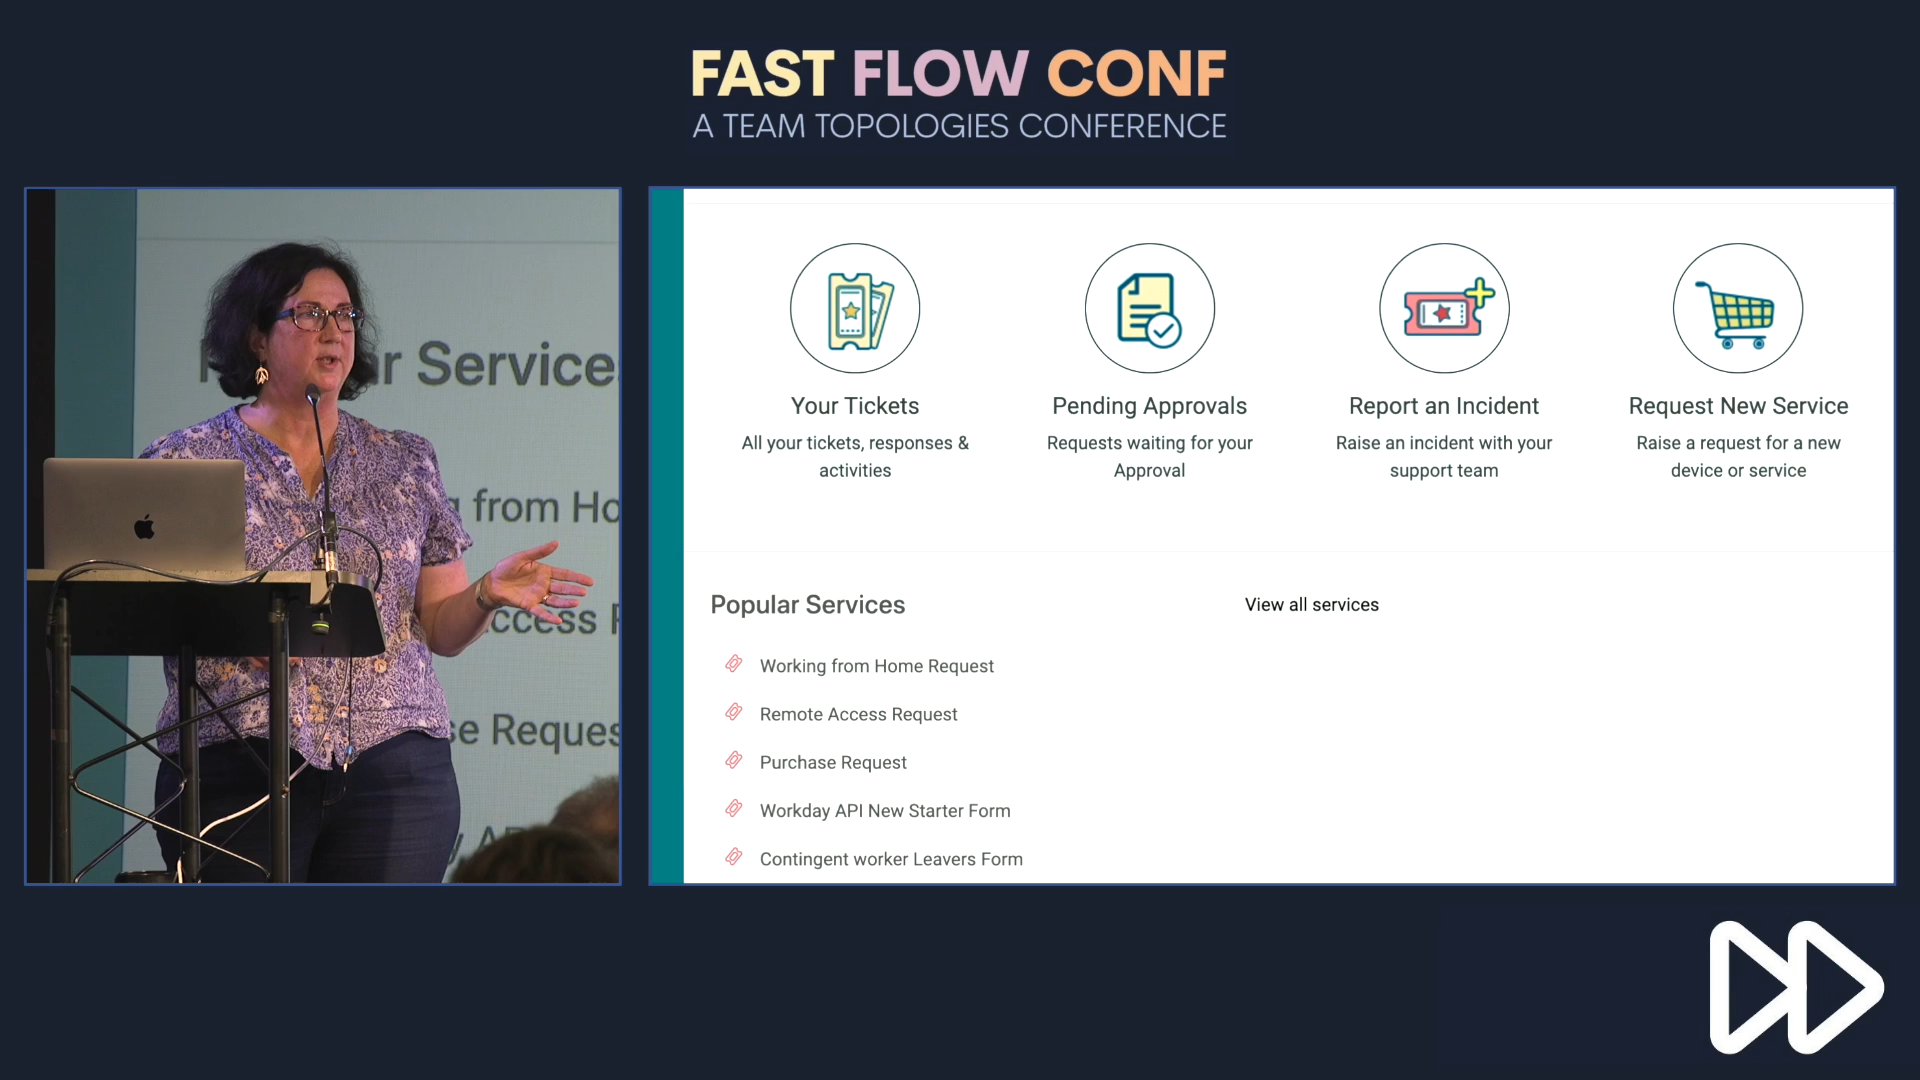 FAST FLOW CONF
A TEAM TOPOLOGIES CONFERENCE
r Service
from Ho
ccess
se Reques
Your Tickets
All your tickets, responses &
activities
Pending Approvals
Requests waiting for your
Approval
Report an Incident
Raise an incident with your
support team
Request New Service
Raise a request for a new
device or service
Popular Services
View all services
Working from Home Request
Remote Access Request
Purchase Request
Workday API New Starter Form
Contingent worker Leavers Form